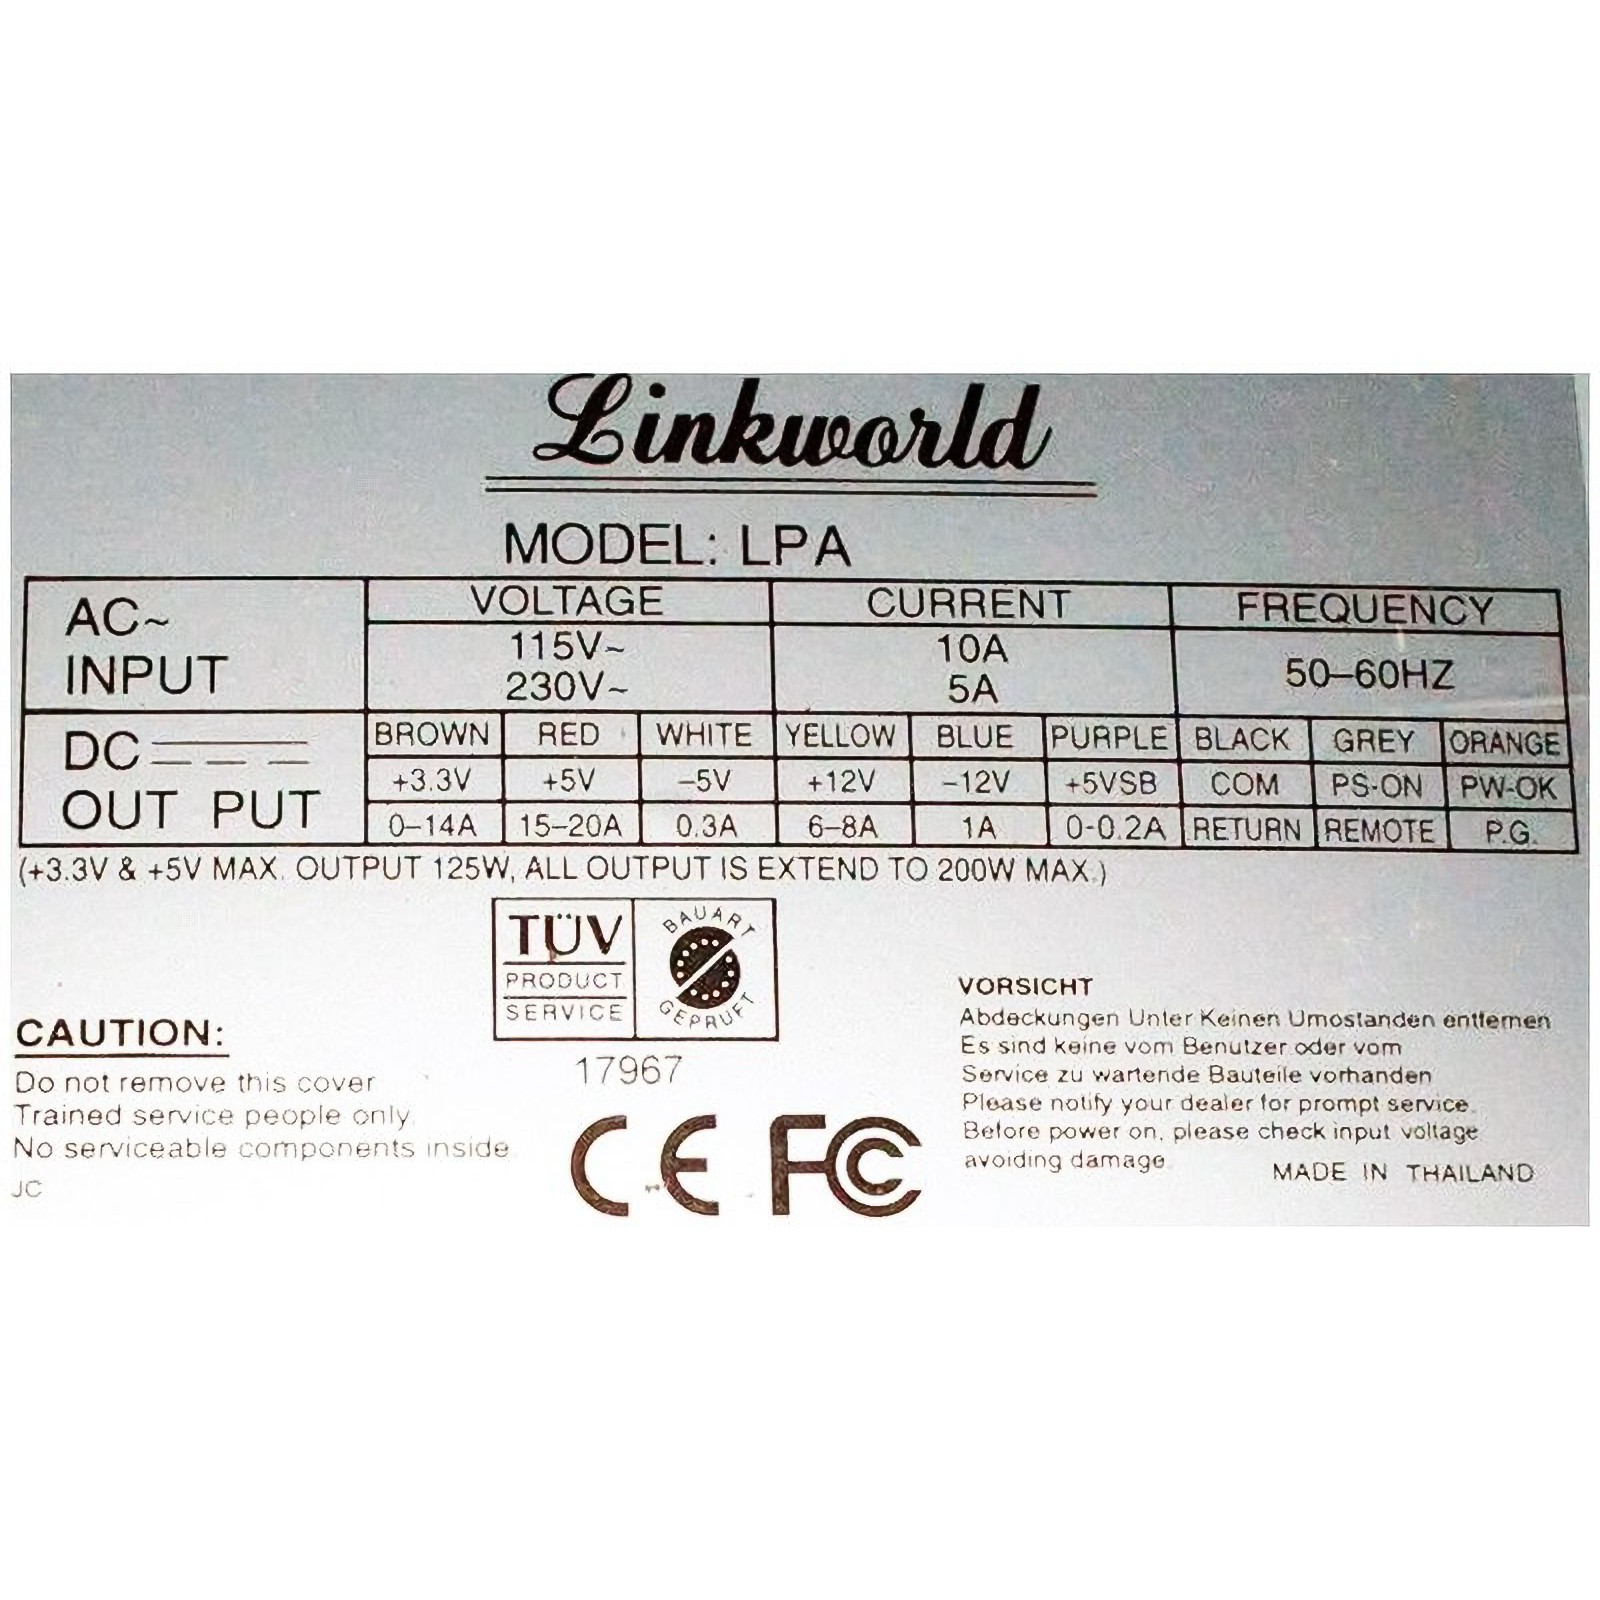 Linkworld
MODEL: LPA
AC~ INPUT
VOLTAGE CURRENT FREQUENCY
115V~ 10A 50–60HZ
230V~ 5A
DC OUT PUT
BROWN RED WHITE YELLOW BLUE PURPLE BLACK GREY ORANGE
+3.3V +5V –5V +12V –12V +5VSB COM PS-ON PW-OK
0–14A 15–20A 0.3A 6–8A 1A 0-0.2A RETURN REMOTE P.G.
(+3.3V & +5V MAX. OUTPUT 125W, ALL OUTPUT IS EXTEND TO 200W MAX.)
TÜV
PRODUCT
SERVICE
BAUART
GEPRUFT
17967
CAUTION:
Do not remove this cover
Trained service people only.
No serviceable components inside
JC
CE FC
VORSICHT
Abdeckungen Unter Keinen Umostanden entfernen
Es sind keine vom Benutzer oder vom
Service zu wartende Bauteile vorhanden
Please notify your dealer for prompt service.
Before power on, please check input voltage
avoiding damage.
MADE IN THAILAND